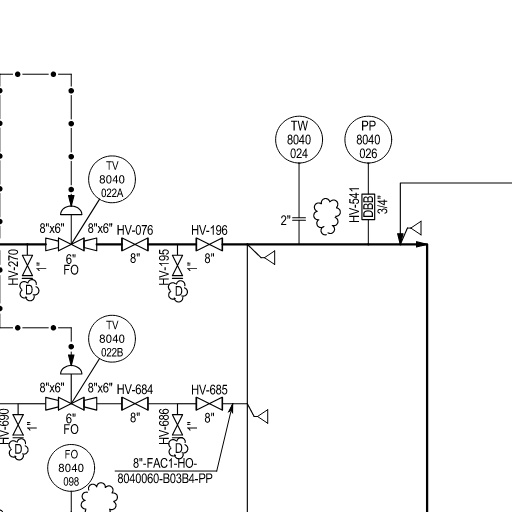 TW
8040
024
PP
8040
026
TV
8040
022A
HV-541
DBB
3/4"
2"
8"x6"
8"x6"
HV-076
HV-196
6"
FO
8"
8"
HV-270
1"
D
HV-195
1"
D
TV
8040
022B
8"x6"
8"x6"
HV-684
HV-685
6"
FO
8"
8"
HV-690
1"
D
HV-686
1"
D
FO
8040
098
8"-FAC1-HO-
8040060-B03B4-PP